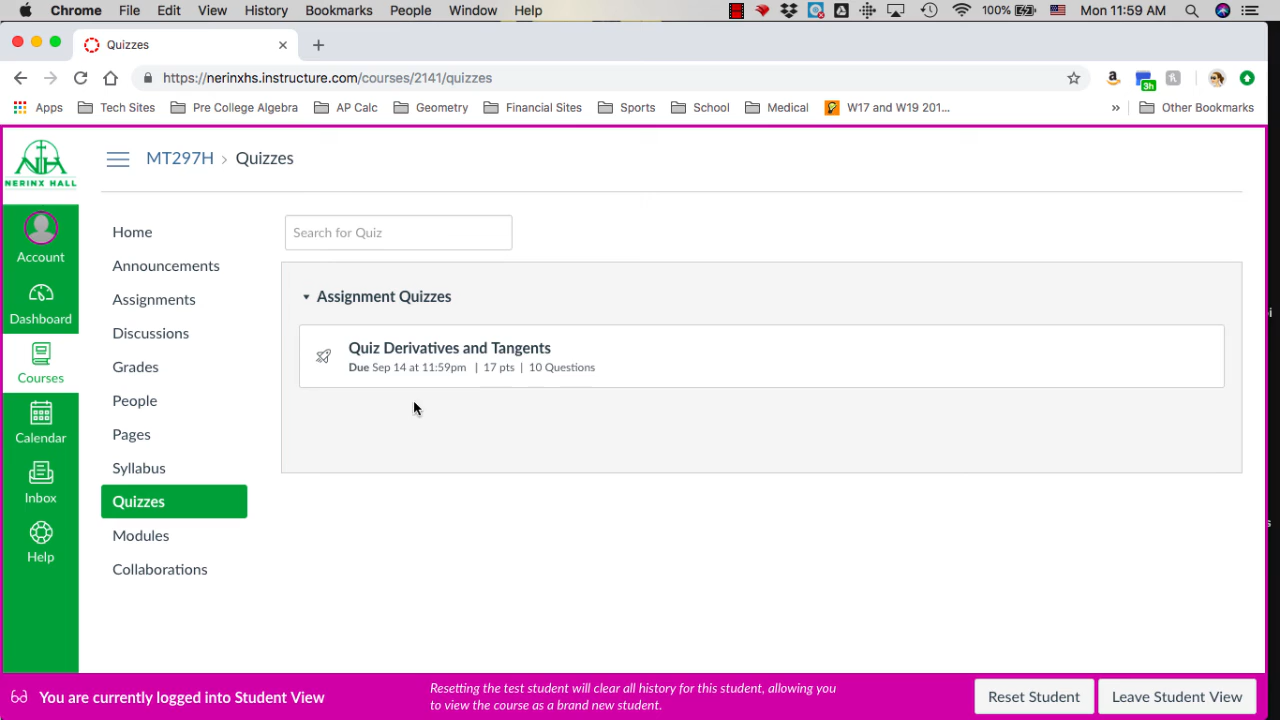 Chrome File Edit View History Bookmarks People Window Help 100% Mon 11:59 AM
Quizzes
https://nerinxhs.instructure.com/courses/2141/quizzes
3h
Apps Tech Sites Pre College Algebra AP Calc Geometry Financial Sites Sports School Medical W17 and W19 201... » Other Bookmarks
NERINX HALL
MT297H › Quizzes
Account
Dashboard
Courses
Calendar
Inbox
Help
Home
Announcements
Assignments
Discussions
Grades
People
Pages
Syllabus
Quizzes
Modules
Collaborations
Search for Quiz
Assignment Quizzes
Quiz Derivatives and Tangents
Due Sep 14 at 11:59pm | 17 pts | 10 Questions
You are currently logged into Student View
Resetting the test student will clear all history for this student, allowing you
to view the course as a brand new student.
Reset Student
Leave Student View